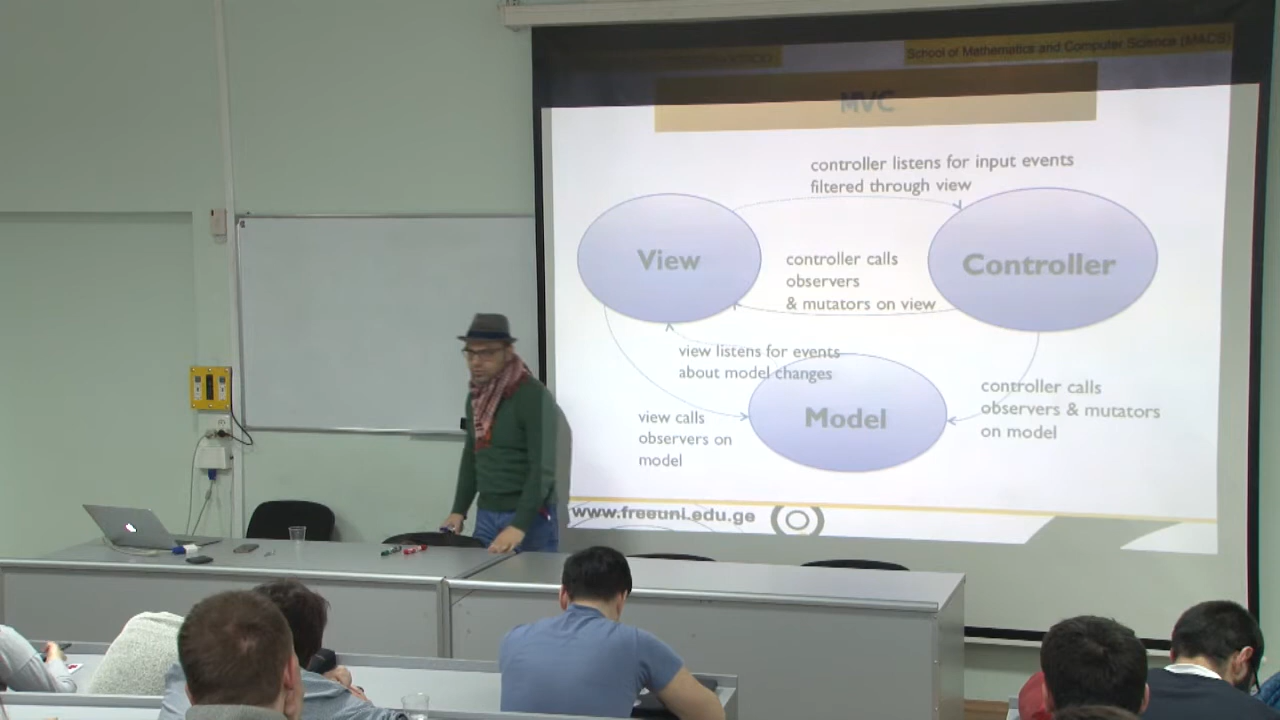 School of Mathematics and Computer Science (MACS)
MVC
controller listens for input events
filtered through view
View
Controller
controller calls
observers
& mutators on view
view listens for events
about model changes
Model
controller calls
observers & mutators
on model
view calls
observers on
model
www.freeuni.edu.ge